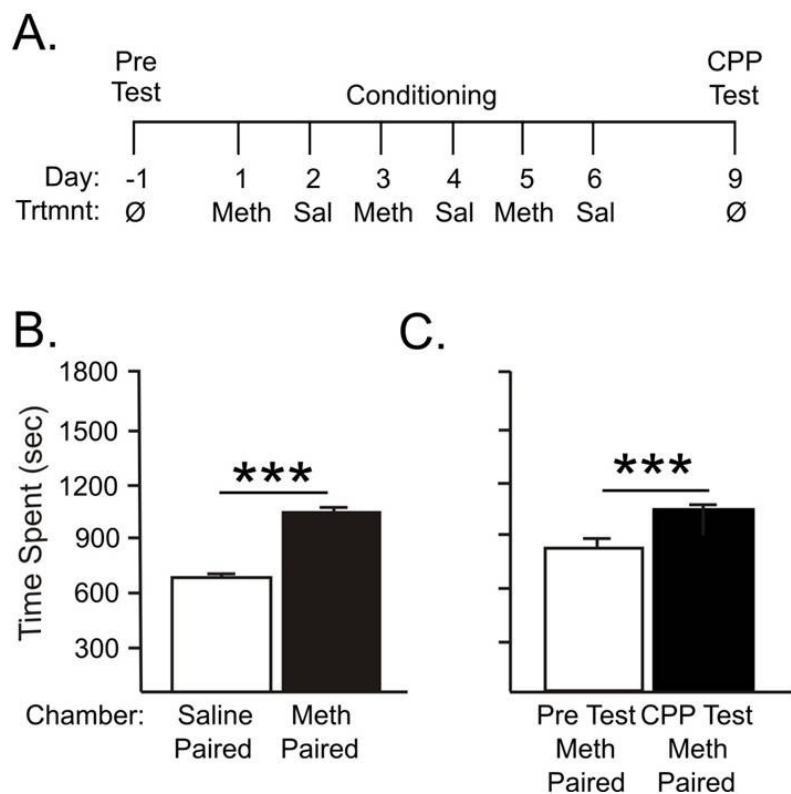 A.
Pre
Test
Conditioning
CPP
Test
Day: -1 1 2 3 4 5 6 9
Trtmnt: Ø Meth Sal Meth Sal Meth Sal Ø
B.
C.
1800
1500
1200
900
600
300
Time Spent (sec)
***
***
Chamber: Saline Meth
Paired Paired
Pre Test CPP Test
Meth Meth
Paired Paired